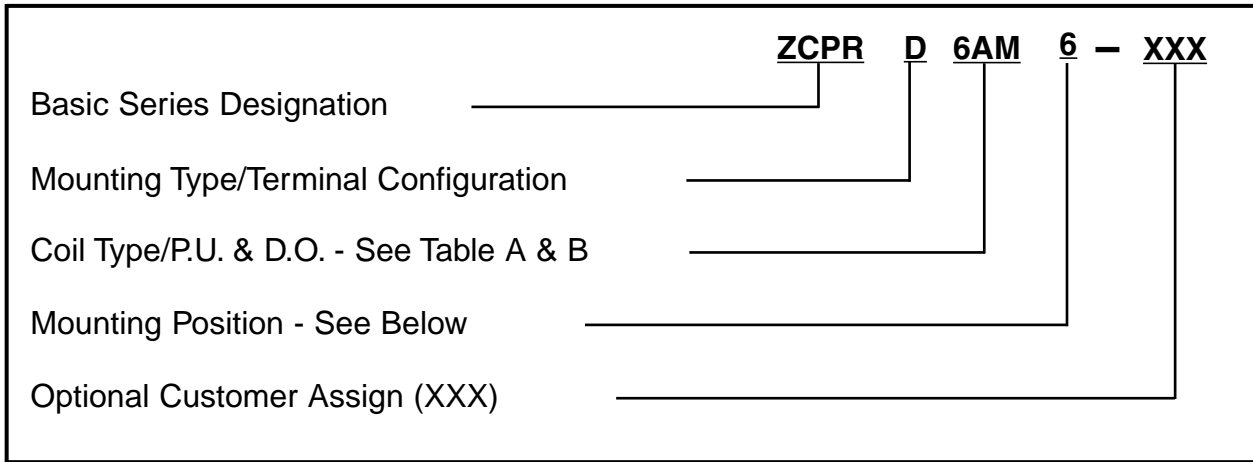 ZCPR D 6AM 6 – XXX
Basic Series Designation
Mounting Type/Terminal Configuration
Coil Type/P.U. & D.O. - See Table A & B
Mounting Position - See Below
Optional Customer Assign (XXX)